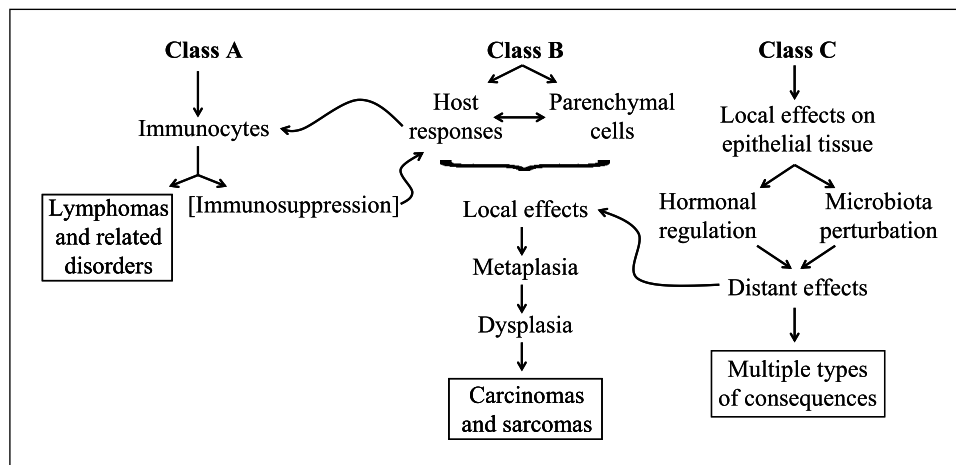 Class A
Immunocytes
[Immunosuppression]
Lymphomas
and related
disorders
Class B
Host
responses
Parenchymal
cells
Local effects
Metaplasia
Dysplasia
Carcinomas
and sarcomas
Class C
Local effects on
epithelial tissue
Hormonal
regulation
Microbiota
perturbation
Distant effects
Multiple types
of consequences